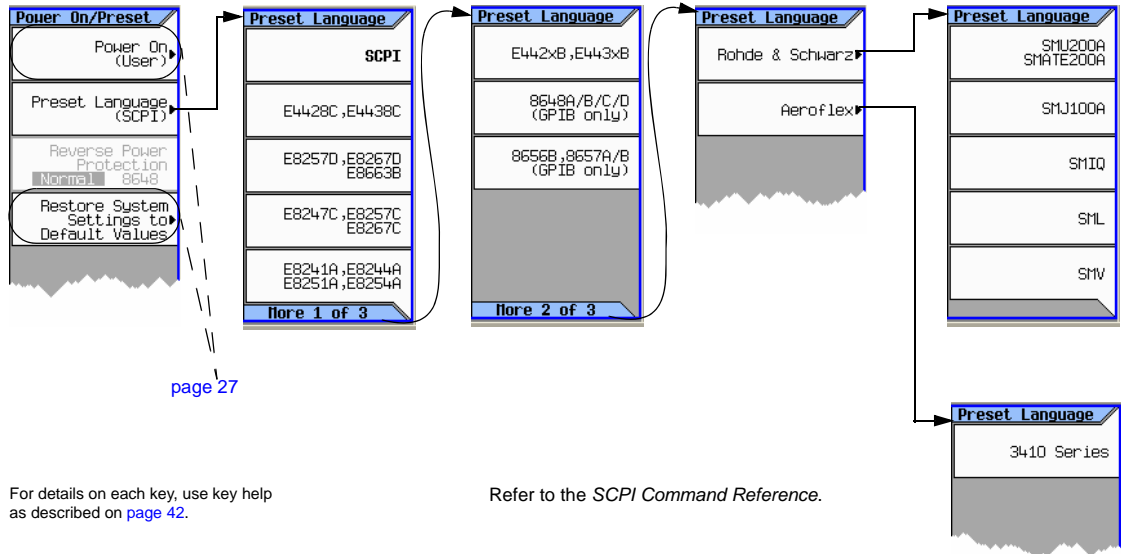 Power On/Preset
Power On
(User)
Preset Language
(SCPI)
Reverse Power
Protection
Normal 8648
Restore System
Settings to
Default Values
page 27
Preset Language
SCPI
E4428C,E4438C
E8257D,E8267D
E8663B
E8247C,E8257C
E8267C
E8241A,E8244A
E8251A,E8254A
More 1 of 3
Preset Language
E442xB,E443xB
8648A/B/C/D
(GPIB only)
8656B,8657A/B
(GPIB only)
More 2 of 3
Preset Language
Rohde & Schwarz
Aeroflex
Preset Language
SMU200A
SMATE200A
SMJ100A
SMIQ
SML
SMV
Preset Language
3410 Series
For details on each key, use key help
as described on page 42.
Refer to the SCPI Command Reference.